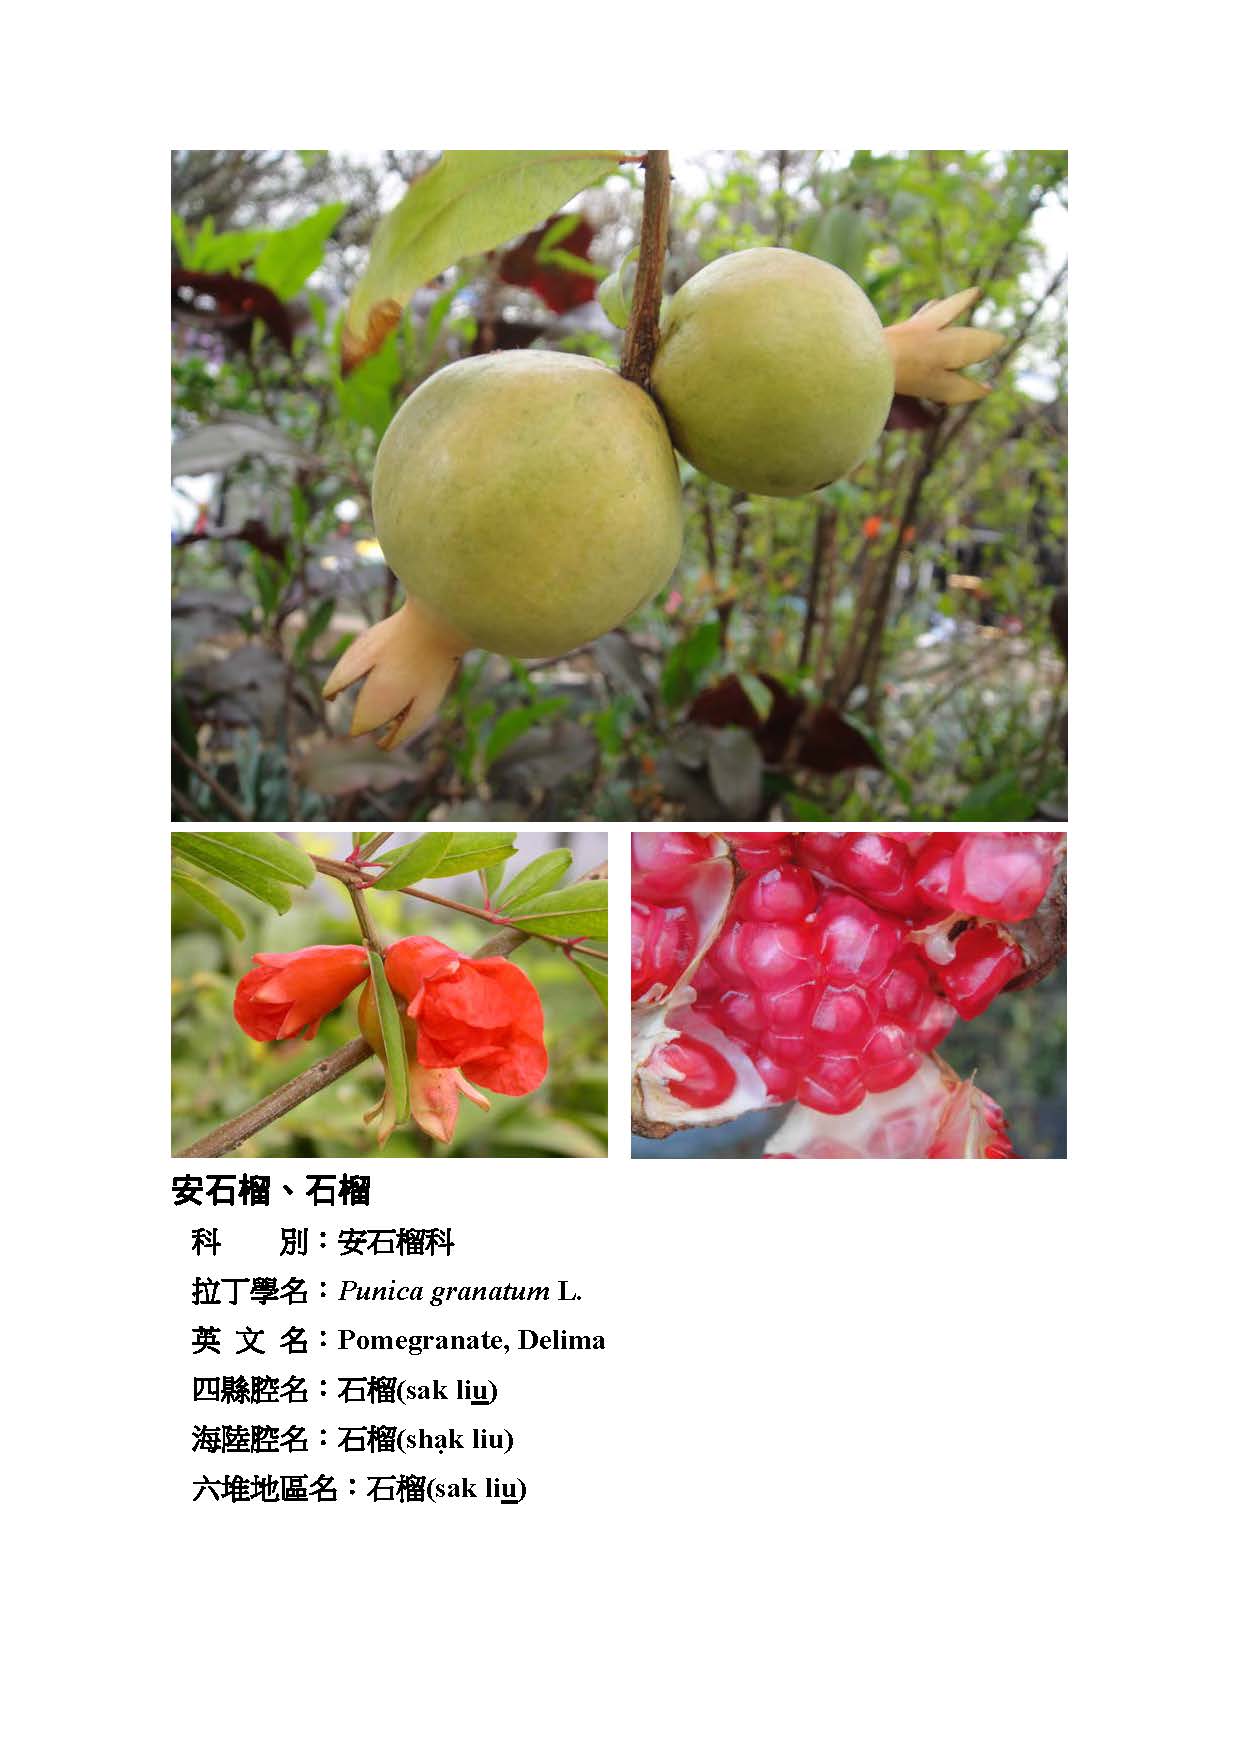 安石榴、石榴
科　　別：安石榴科
拉丁學名：Punica granatum L.
英 文 名：Pomegranate, Delima
四縣腔名：石榴(sak liu̲)
海陸腔名：石榴(shạk liu)
六堆地區名：石榴(sak liu̲)